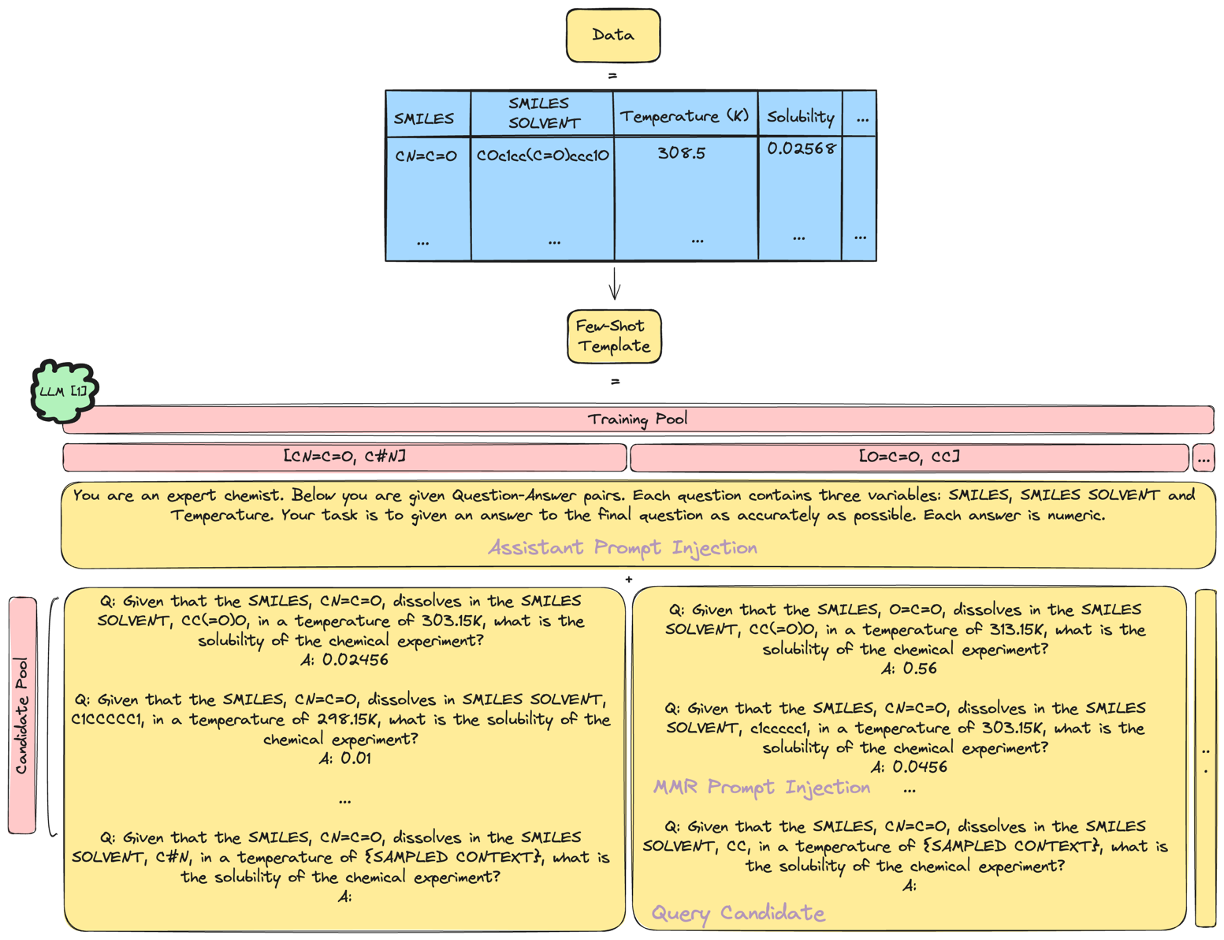 Data
=
SMILES
SMILES
SOLVENT
Temperature (K)
Solubility
...
CN=C=O
COc1cc(C=O)ccc1O
308.5
0.02568
...
...
...
...
...
Few-Shot
Template
=
LLM [1]
Training Pool
[CN=C=O, C#N]
[O=C=O, CC]
...
You are an expert chemist. Below you are given Question-Answer pairs. Each question contains three variables: SMILES, SMILES SOLVENT and
Temperature. Your task is to given an answer to the final question as accurately as possible. Each answer is numeric.
Assistant Prompt Injection
+
Candidate Pool
Q: Given that the SMILES, CN=C=O, dissolves in the SMILES
SOLVENT, CC(=O)O, in a temperature of 303.15K, what is the
solubility of the chemical experiment?
A: 0.02456
Q: Given that the SMILES, CN=C=O, dissolves in SMILES SOLVENT,
C1CCCCC1, in a temperature of 298.15K, what is the solubility of the
chemical experiment?
A: 0.01
...
Q: Given that the SMILES, CN=C=O, dissolves in the SMILES
SOLVENT, C#N, in a temperature of {SAMPLED CONTEXT}, what is
the solubility of the chemical experiment?
A:
Q: Given that the SMILES, O=C=O, dissolves in the SMILES
SOLVENT, CC(=O)O, in a temperature of 313.15K, what is the
solubility of the chemical experiment?
A: 0.56
Q: Given that the SMILES, CN=C=O, dissolves in the SMILES
SOLVENT, c1ccccc1, in a temperature of 303.15K, what is the
solubility of the chemical experiment?
A: 0.0456
MMR Prompt Injection
...
Q: Given that the SMILES, CN=C=O, dissolves in the SMILES
SOLVENT, CC, in a temperature of {SAMPLED CONTEXT}, what is
the solubility of the chemical experiment?
A:
Query Candidate
..
.